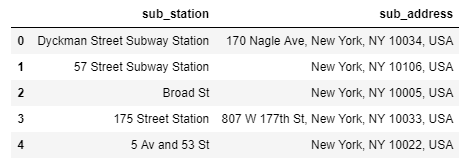 sub_station sub_address
0 Dyckman Street Subway Station 170 Nagle Ave, New York, NY 10034, USA
1 57 Street Subway Station New York, NY 10106, USA
2 Broad St New York, NY 10005, USA
3 175 Street Station 807 W 177th St, New York, NY 10033, USA
4 5 Av and 53 St New York, NY 10022, USA